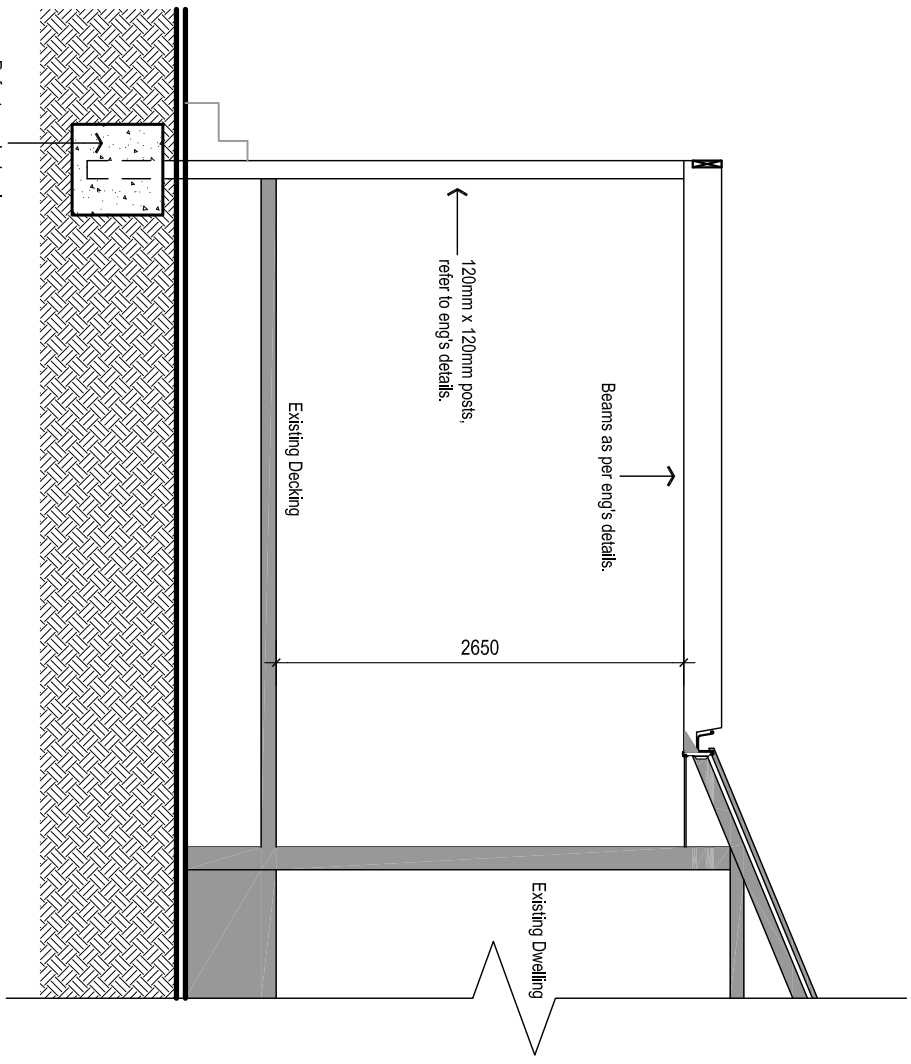 Beams as per eng's details.
120mm x 120mm posts,
refer to eng's details.
2650
Existing Decking
Existing Dwelling